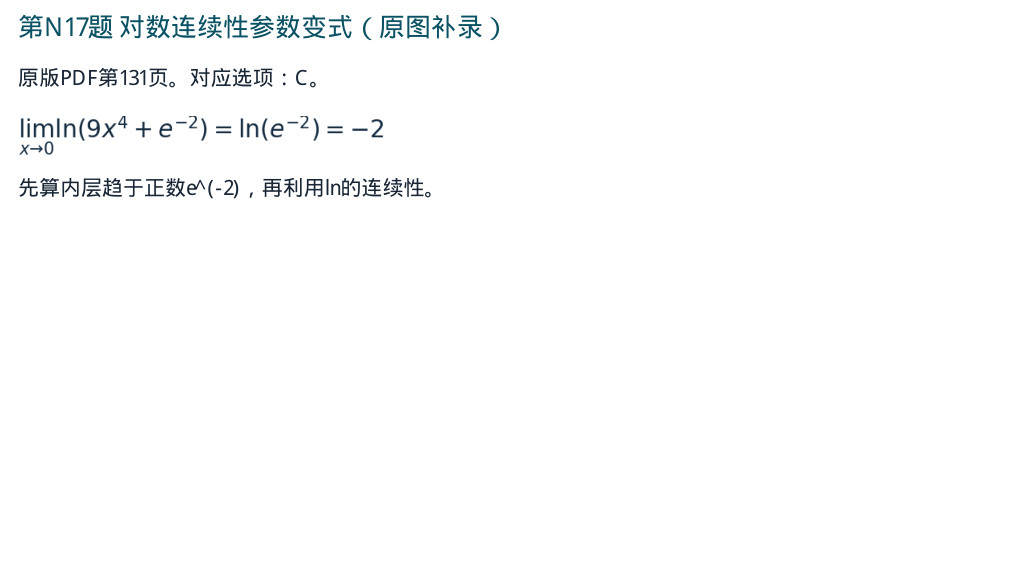 第N17题 对数连续性参数变式（原图补录）
原版PDF第131页。对应选项：C。
lim ln(9x⁴ + e⁻²) = ln(e⁻²) = −2
x→0
先算内层趋于正数e^(-2)，再利用ln的连续性。